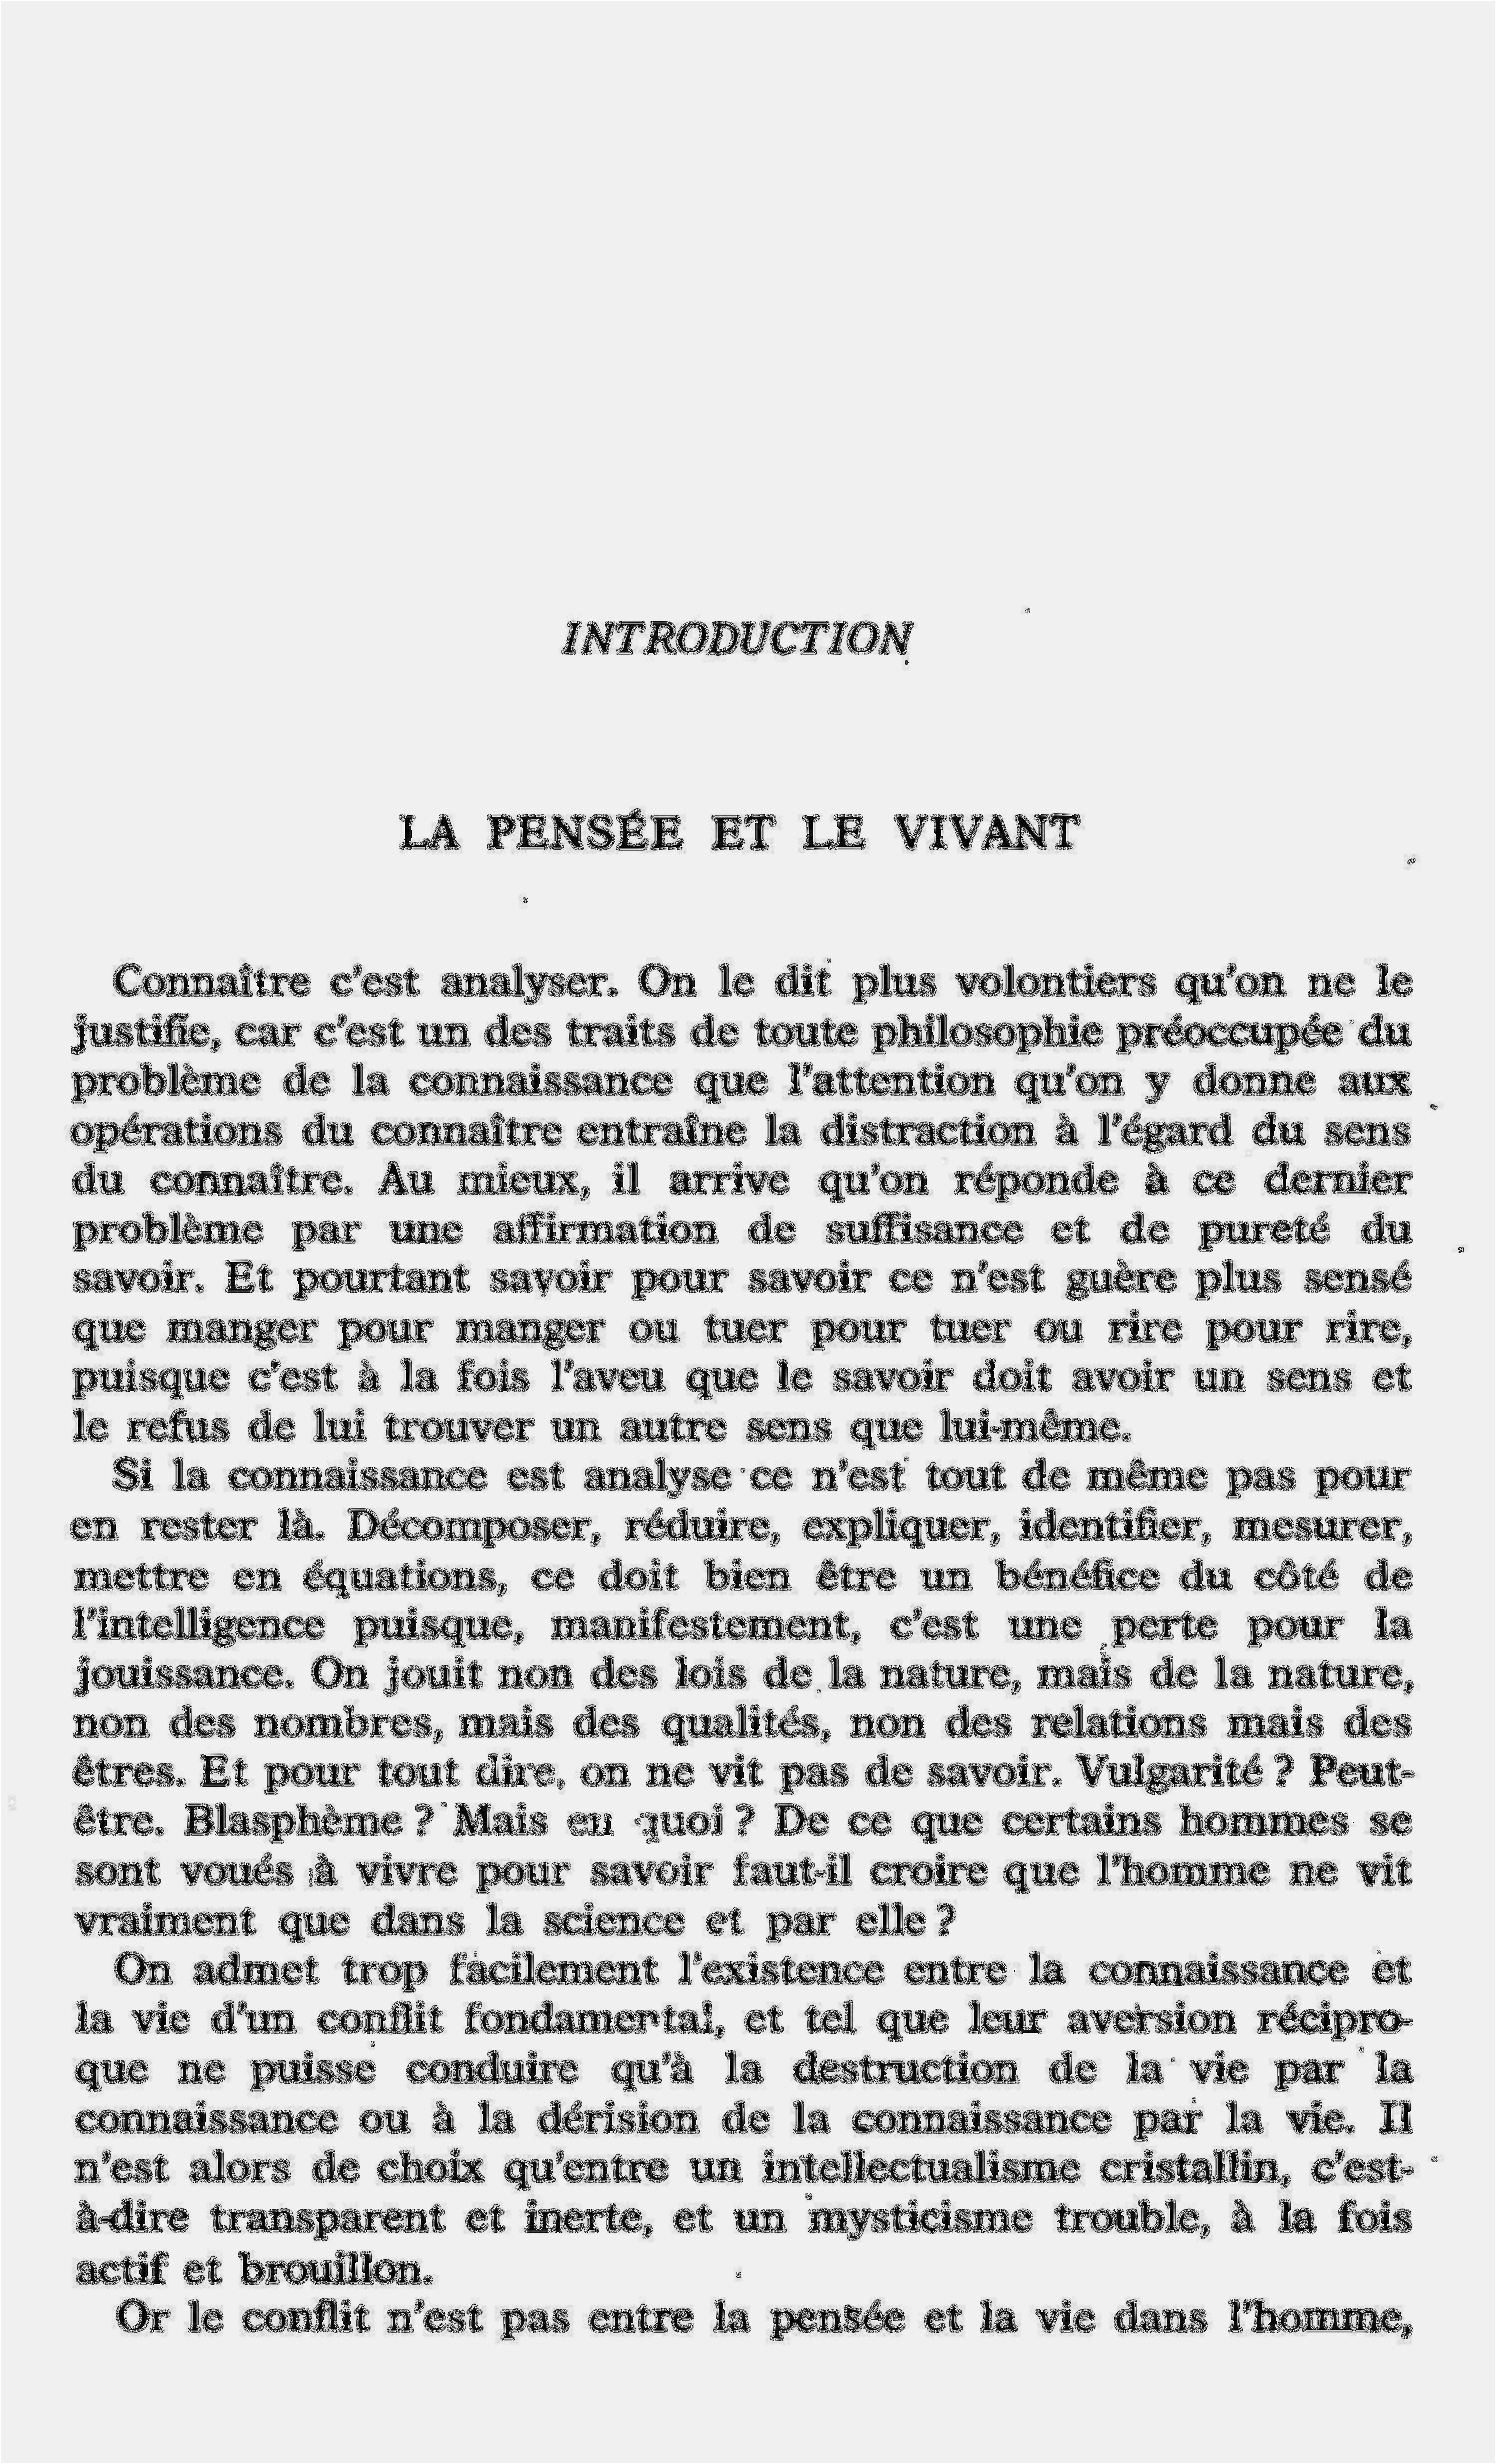 INTRODUCTION
LA PENSÉE ET LE VIVANT
Connaître c'est analyser. On le dit plus volontiers qu'on ne le
justifie, car c'est un des traits de toute philosophie préoccupée du
problème de la connaissance que l'attention qu'on y donne aux
opérations du connaître entraîne la distraction à l'égard du sens
du connaître. Au mieux, il arrive qu'on réponde à ce dernier
problème par une affirmation de suffisance et de pureté du
savoir. Et pourtant savoir pour savoir ce n'est guère plus sensé
que manger pour manger ou tuer pour tuer ou rire pour rire,
puisque c'est à la fois l'aveu que le savoir doit avoir un sens et
le refus de lui trouver un autre sens que lui-même.
Si la connaissance est analyse ce n'est tout de même pas pour
en rester là. Décomposer, réduire, expliquer, identifier, mesurer,
mettre en équations, ce doit bien être un bénéfice du côté de
l'intelligence puisque, manifestement, c'est une perte pour la
jouissance. On jouit non des lois de la nature, mais de la nature,
non des nombres, mais des qualités, non des relations mais des
êtres. Et pour tout dire, on ne vit pas de savoir. Vulgarité ? Peut-
être. Blasphème ? Mais en quoi ? De ce que certains hommes se
sont voués à vivre pour savoir faut-il croire que l'homme ne vit
vraiment que dans la science et par elle ?
On admet trop facilement l'existence entre la connaissance et
la vie d'un conflit fondamental, et tel que leur aversion récipro-
que ne puisse conduire qu'à la destruction de la vie par la
connaissance ou à la dérision de la connaissance par la vie. Il
n'est alors de choix qu'entre un intellectualisme cristallin, c'est-
à-dire transparent et inerte, et un mysticisme trouble, à la fois
actif et brouillon.
Or le conflit n'est pas entre la pensée et la vie dans l'homme,